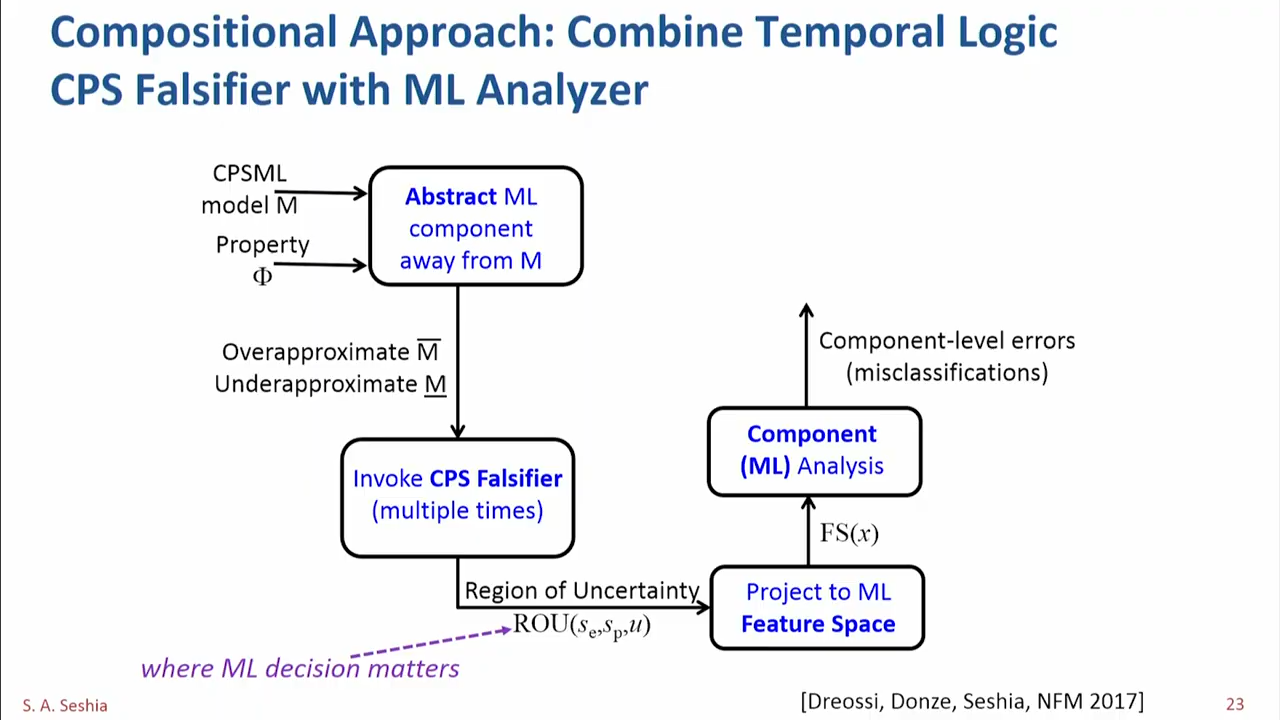 Compositional Approach: Combine Temporal Logic
CPS Falsifier with ML Analyzer
CPSML
model M
Property
Φ
Abstract ML
component
away from M
Overapproximate M̅
Underapproximate M̲
Invoke CPS Falsifier
(multiple times)
Region of Uncertainty
ROU(sₑ,sₚ,u)
where ML decision matters
Project to ML
Feature Space
FS(x)
Component
(ML) Analysis
Component-level errors
(misclassifications)
S. A. Seshia
[Dreossi, Donze, Seshia, NFM 2017]
23